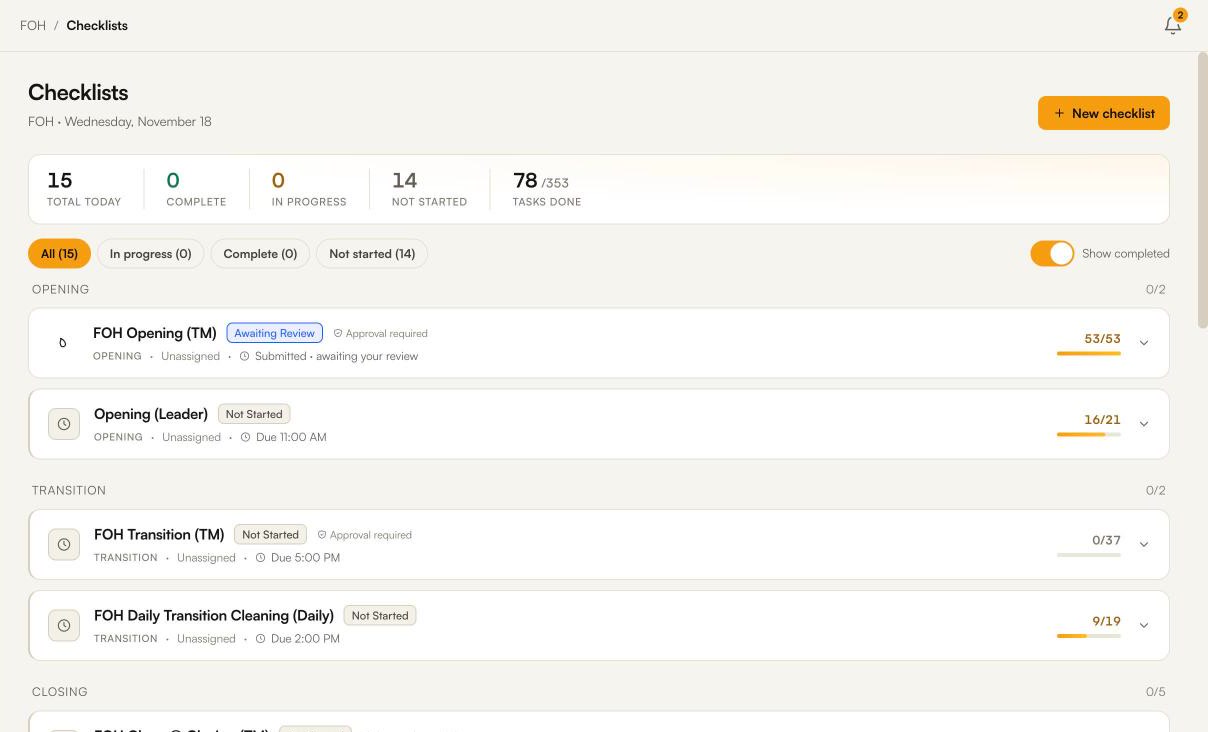 FOH / Checklists
2
Checklists
FOH · Wednesday, November 18
+ New checklist
15
TOTAL TODAY
0
COMPLETE
0
IN PROGRESS
14
NOT STARTED
78 /353
TASKS DONE
All (15)
In progress (0)
Complete (0)
Not started (14)
Show completed
OPENING
0/2
FOH Opening (TM)
Awaiting Review
Approval required
OPENING · Unassigned · Submitted · awaiting your review
53/53
Opening (Leader)
Not Started
OPENING · Unassigned · Due 11:00 AM
16/21
TRANSITION
0/2
FOH Transition (TM)
Not Started
Approval required
TRANSITION · Unassigned · Due 5:00 PM
0/37
FOH Daily Transition Cleaning (Daily)
Not Started
TRANSITION · Unassigned · Due 2:00 PM
9/19
CLOSING
0/5